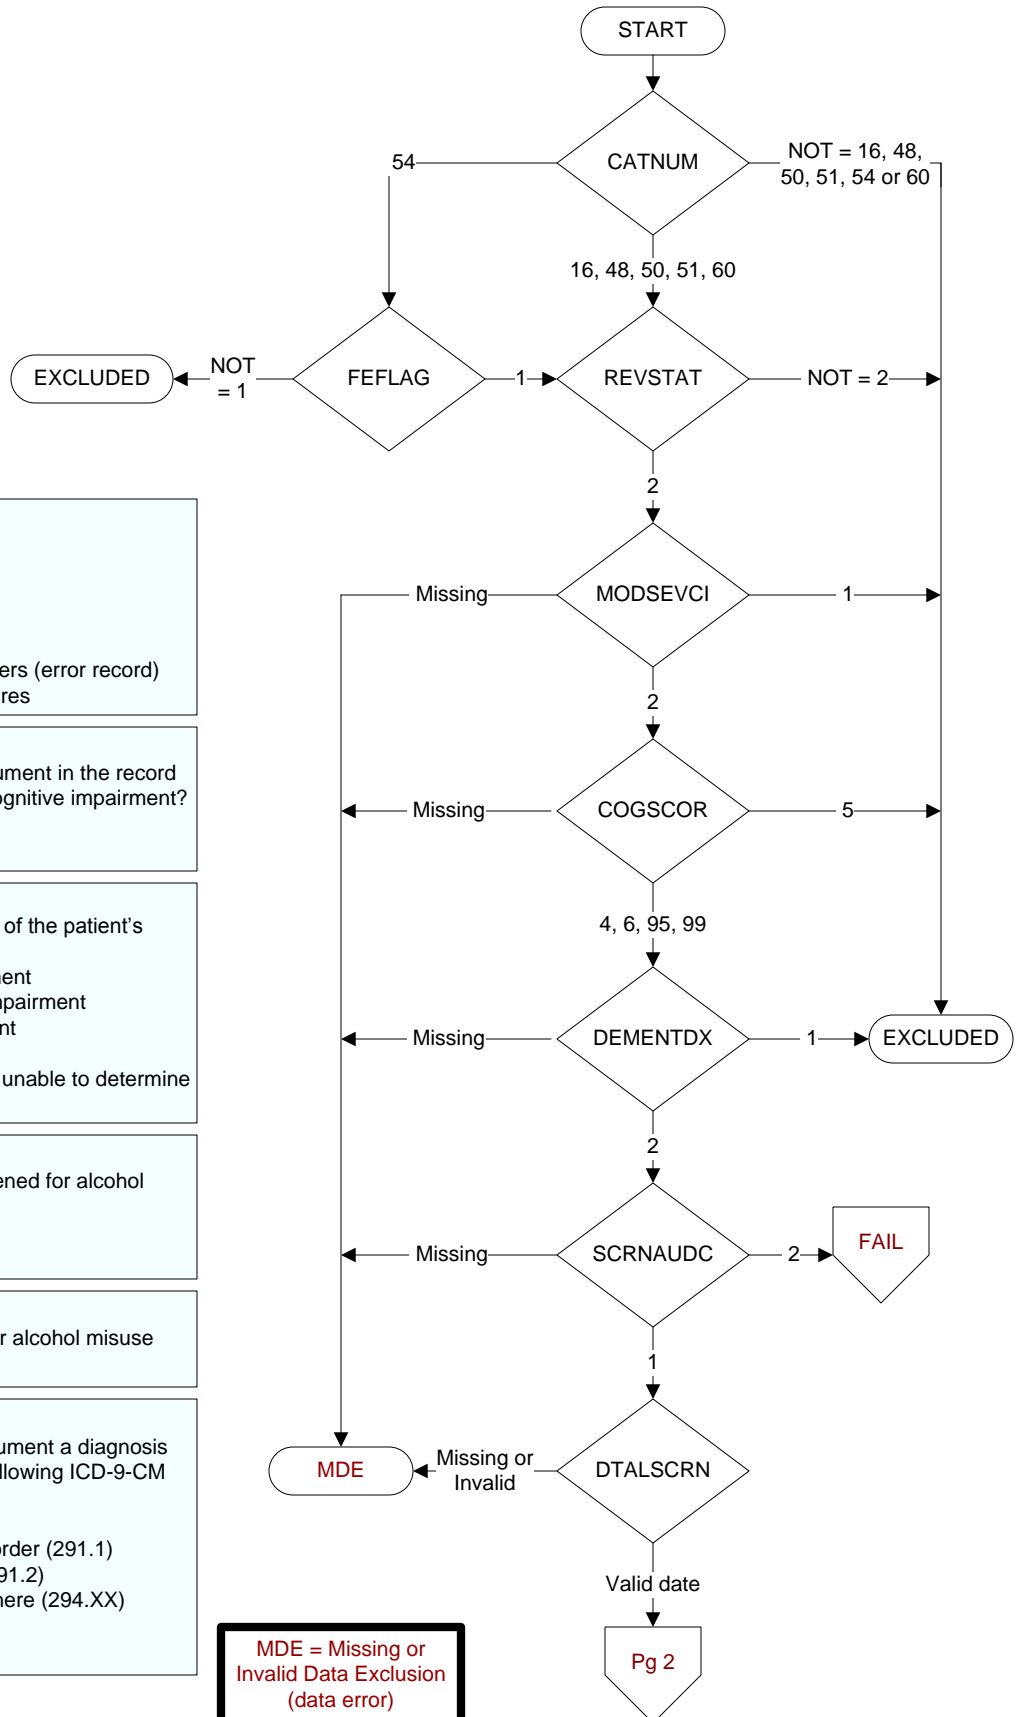 START
CATNUM
54
NOT = 16, 48,
50, 51, 54 or 60
16, 48, 50, 51, 60
EXCLUDED
NOT
= 1
FEFLAG
1
REVSTAT
NOT = 2
2
MODSEVCI
Missing
1
2
COGSCOR
Missing
5
4, 6, 95, 99
DEMENTDX
Missing
1
EXCLUDED
2
SCRNAUDC
Missing
2
FAIL
1
DTALSCRN
Missing or
Invalid
MDE
Valid date
Pg 2
ers (error record)
res
ument in the record
ognitive impairment?
of the patient's
ent
npairment
nt
unable to determine
ened for alcohol
r alcohol misuse
ument a diagnosis
llowing ICD-9-CM
order (291.1)
91.2)
here (294.XX)
MDE = Missing or
Invalid Data Exclusion
(data error)